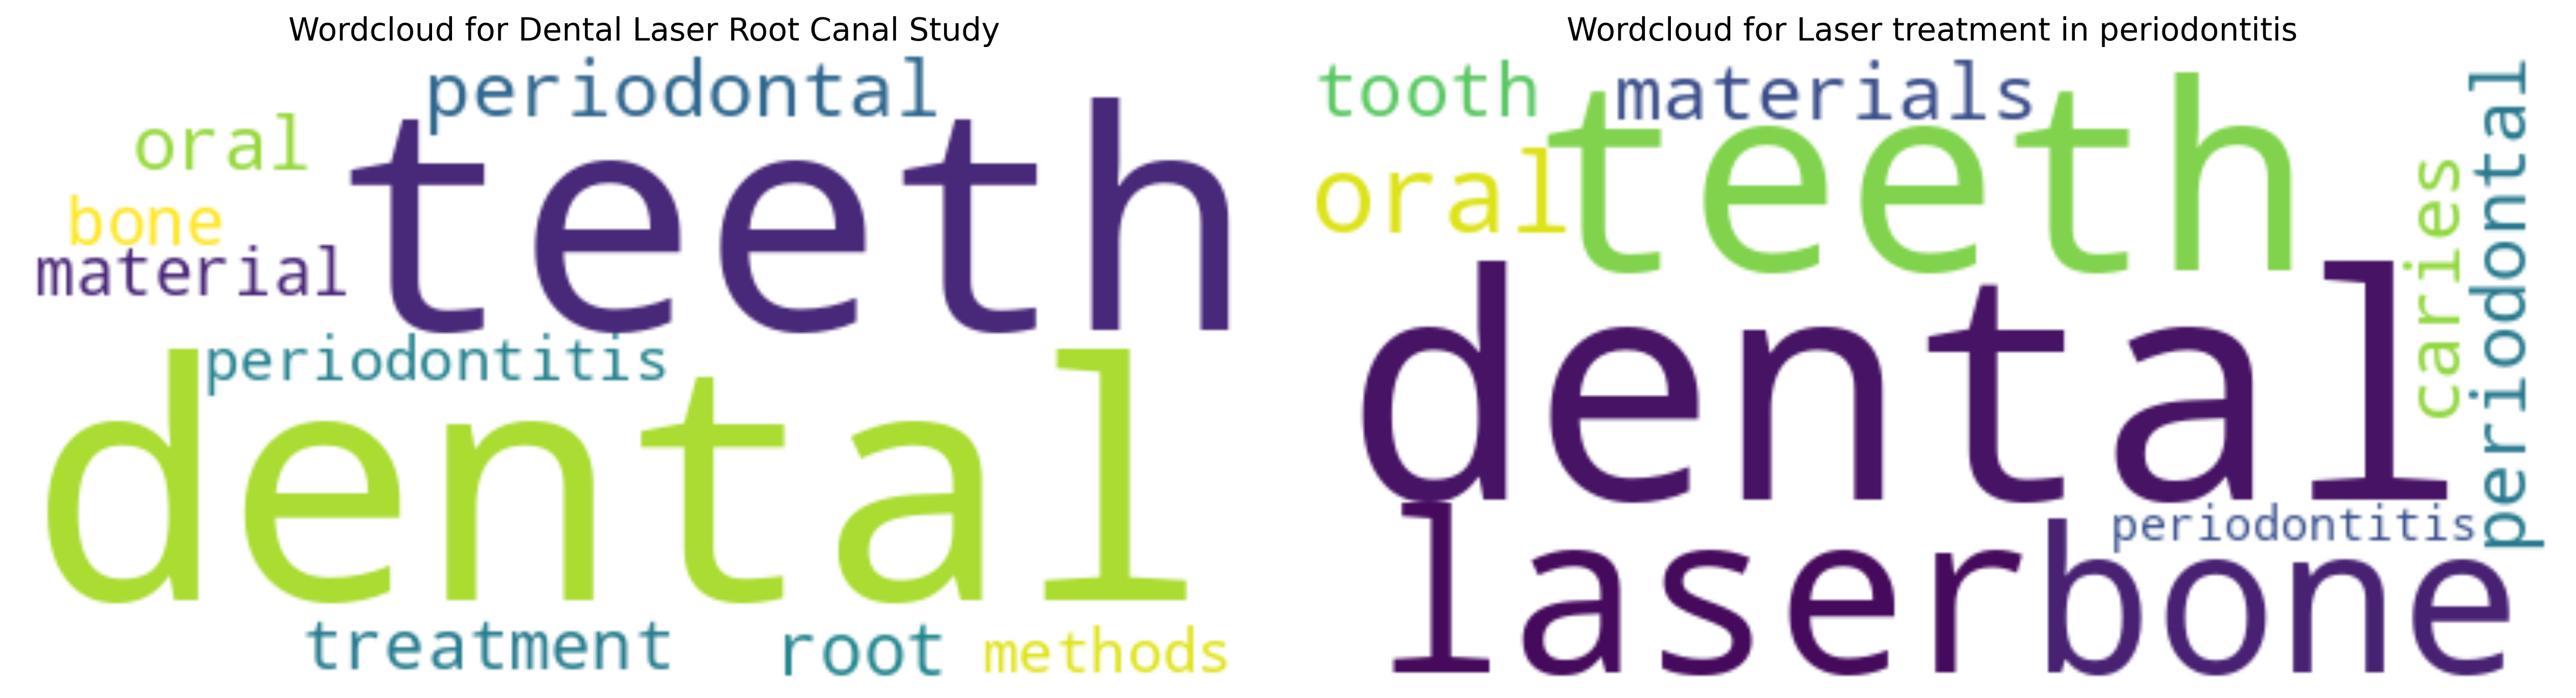 Wordcloud for Dental Laser Root Canal Study
periodontal
oral
teeth
bone
material
periodontitis
dental
treatment root methods
Wordcloud for Laser treatment in periodontitis
tooth materials
teeth
oral
caries
periodontal
dental
periodontitis
laser bone